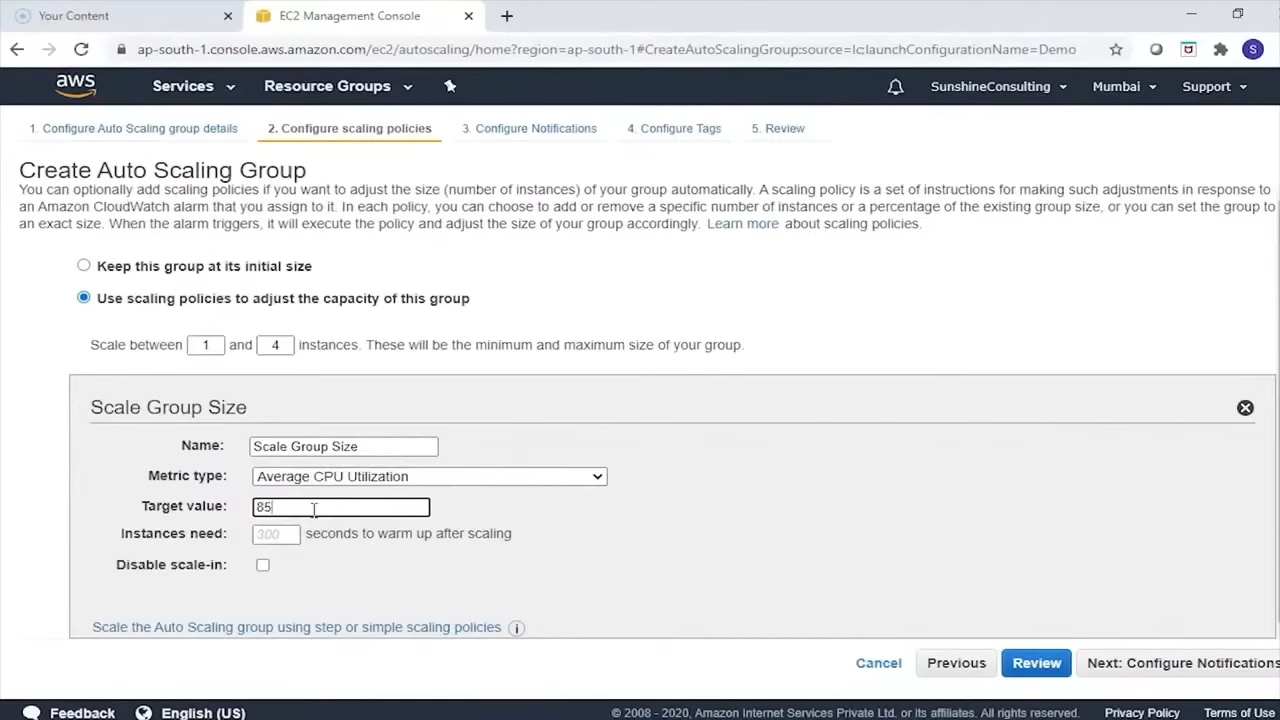 Your Content
EC2 Management Console
ap-south-1.console.aws.amazon.com/ec2/autoscaling/home?region=ap-south-1#CreateAutoScalingGroup:source=lc;launchConfigurationName=Demo
S
aws Services Resource Groups SunshineConsulting Mumbai Support
1. Configure Auto Scaling group details 2. Configure scaling policies 3. Configure Notifications 4. Configure Tags 5. Review
Create Auto Scaling Group
You can optionally add scaling policies if you want to adjust the size (number of instances) of your group automatically. A scaling policy is a set of instructions for making such adjustments in response to
an Amazon CloudWatch alarm that you assign to it. In each policy, you can choose to add or remove a specific number of instances or a percentage of the existing group size, or you can set the group to
an exact size. When the alarm triggers, it will execute the policy and adjust the size of your group accordingly. Learn more about scaling policies.
Keep this group at its initial size
Use scaling policies to adjust the capacity of this group
Scale between 1 and 4 instances. These will be the minimum and maximum size of your group.
Scale Group Size
Name: Scale Group Size
Metric type: Average CPU Utilization
Target value: 85
Instances need: 300 seconds to warm up after scaling
Disable scale-in:
Scale the Auto Scaling group using step or simple scaling policies i
Cancel Previous Review Next: Configure Notifications
Feedback English (US) © 2008 - 2020, Amazon Internet Services Private Ltd. or its affiliates. All rights reserved. Privacy Policy Terms of Use